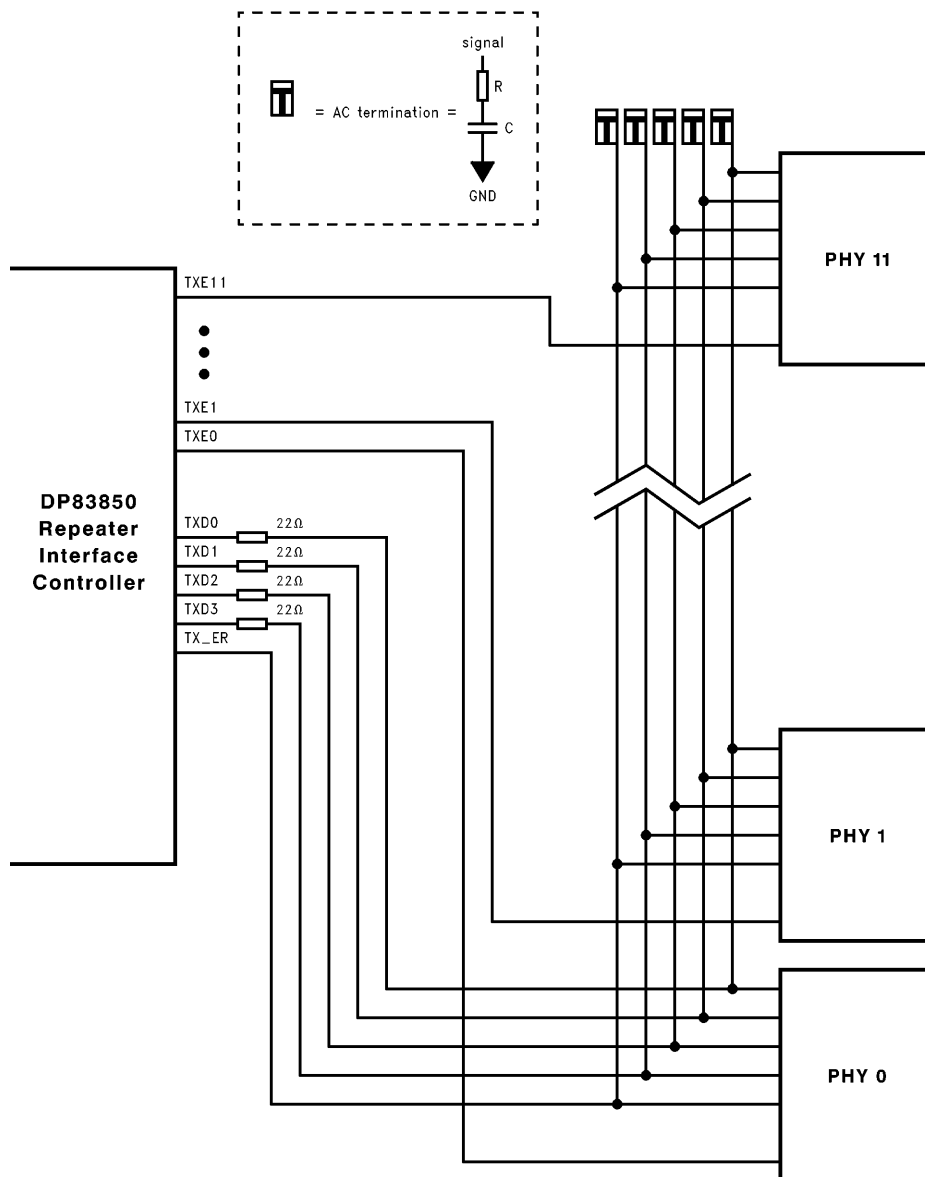 signal
R
= AC termination =
C
GND
PHY 11
TXE11
TXE1
TXE0
DP83850
Repeater
Interface
Controller
TXD0 22Ω
TXD1 22Ω
TXD2 22Ω
TXD3 22Ω
TX_ER
PHY 1
PHY 0